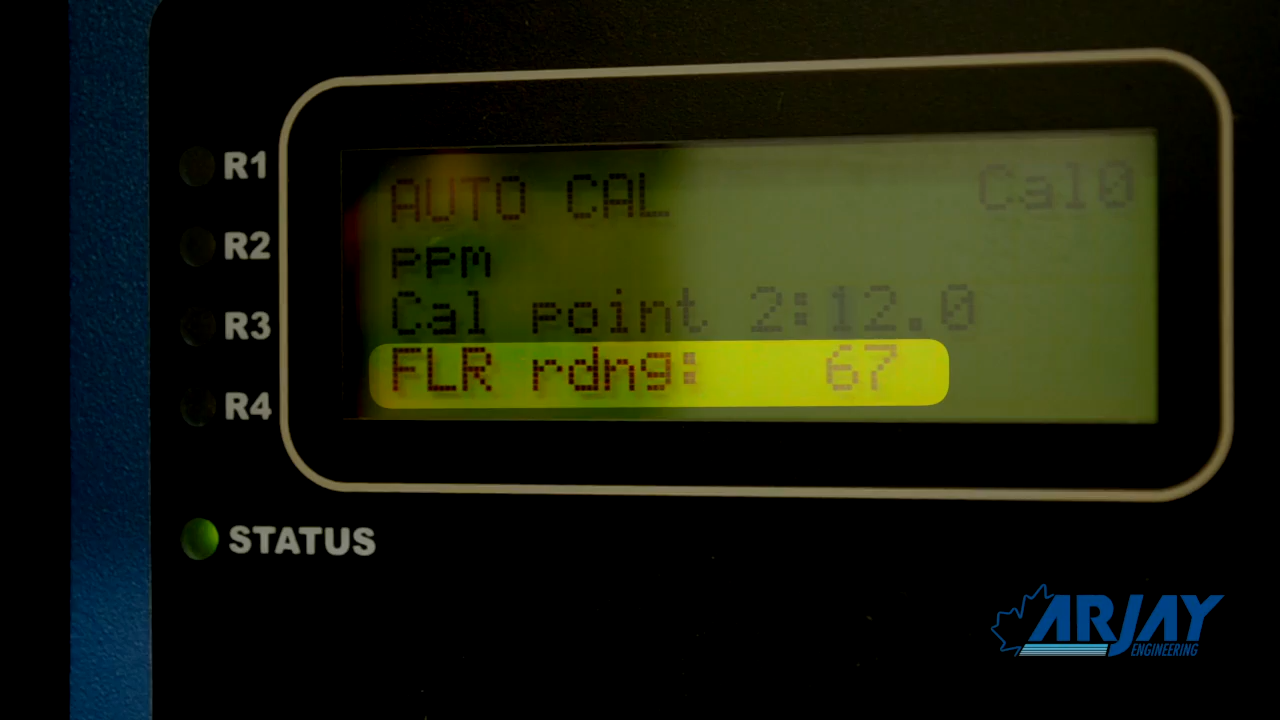 R1
R2
R3
R4
AUTO CAL Cal0
PPM
Cal point 2:12.0
FLR rdng: 67
STATUS
ARJAY
ENGINEERING